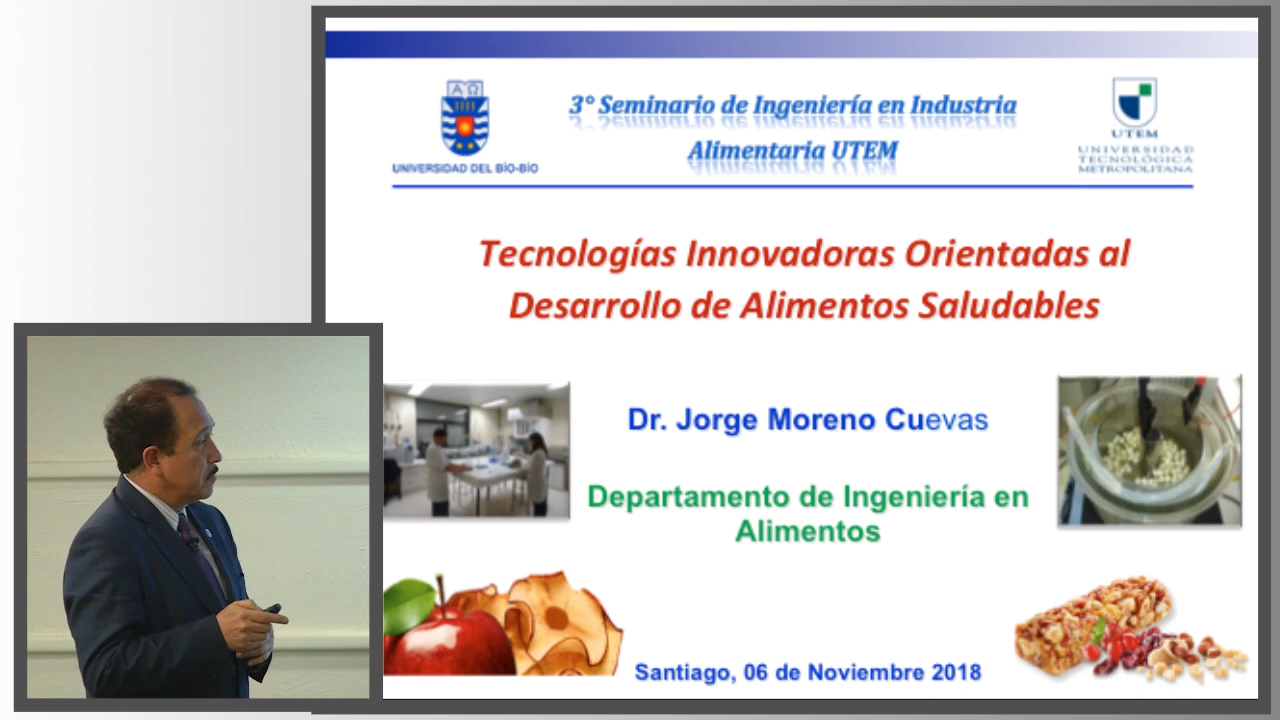 ΑΩ
UNIVERSIDAD DEL BÍO-BÍO
3° Seminario de Ingeniería en Industria
Alimentaria UTEM
UTEM
UNIVERSIDAD
TECNOLÓGICA
METROPOLITANA
Tecnologías Innovadoras Orientadas al
Desarrollo de Alimentos Saludables
Dr. Jorge Moreno Cuevas
Departamento de Ingeniería en
Alimentos
Santiago, 06 de Noviembre 2018